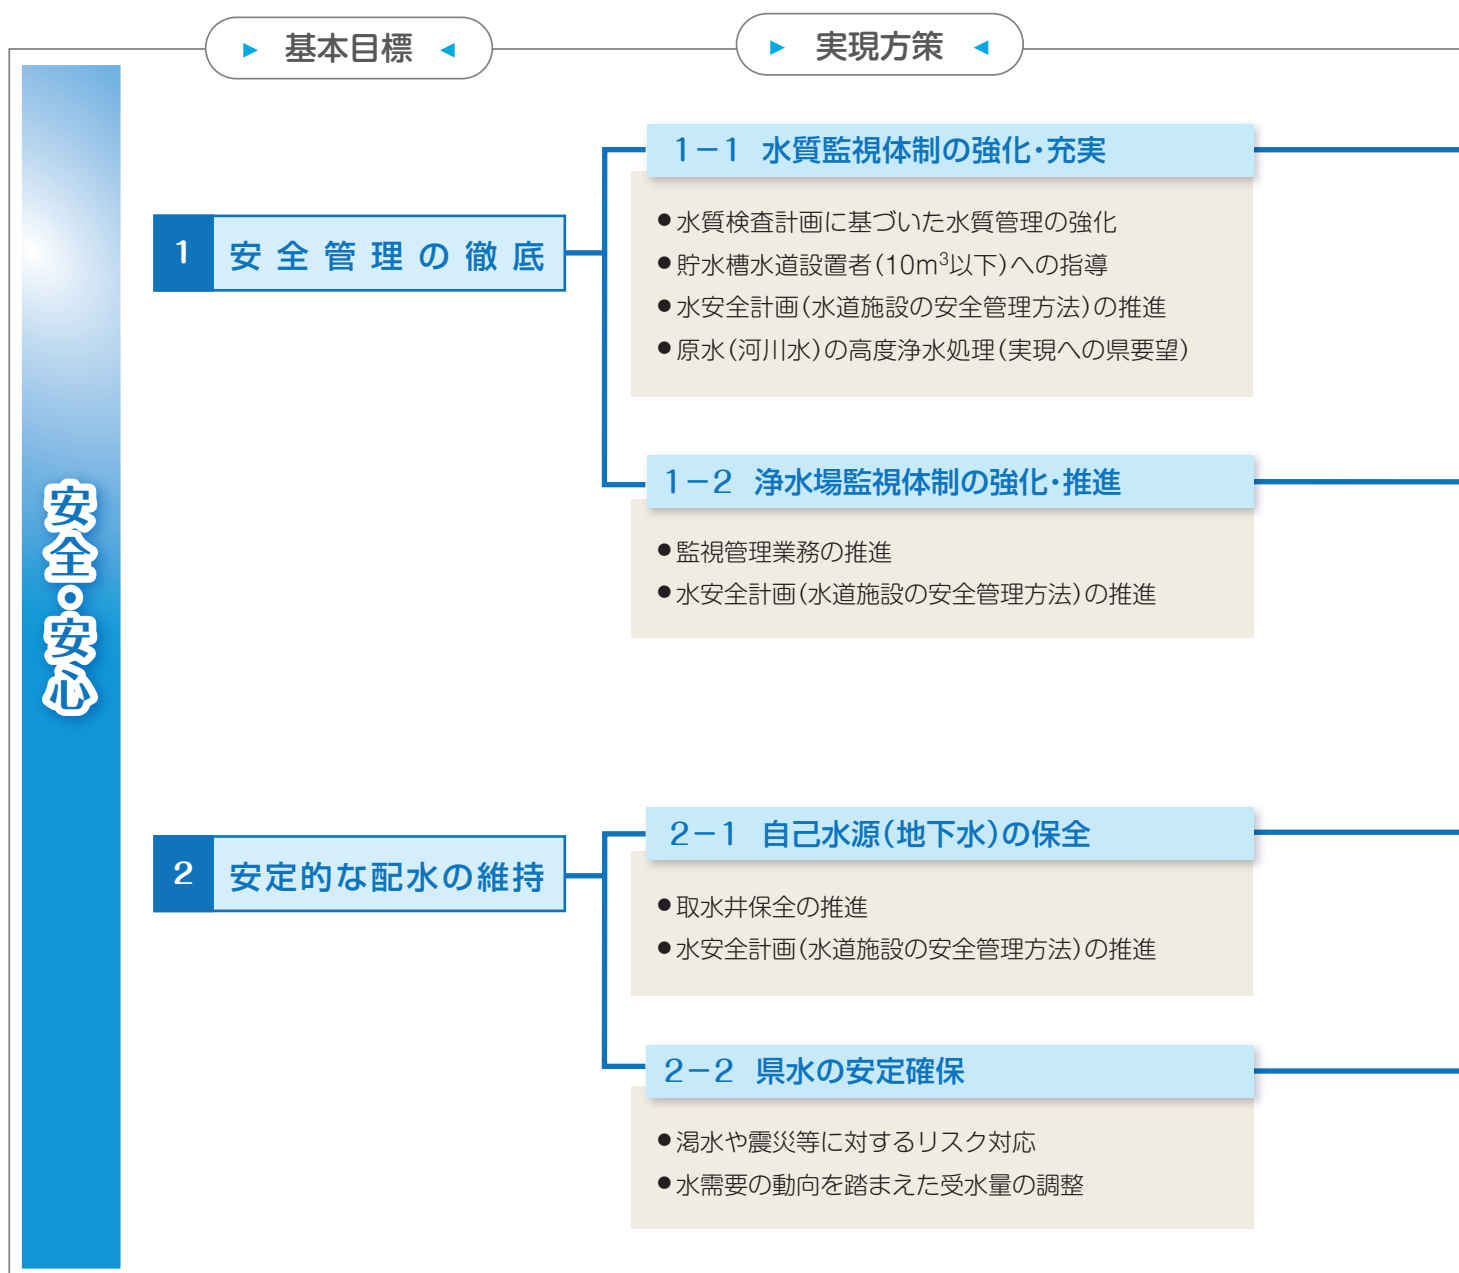 ▶ 基本目標 ◀
▶ 実現方策 ◀
安全・安心
1 安全管理の徹底
1−1 水質監視体制の強化・充実
●水質検査計画に基づいた水質管理の強化
●貯水槽水道設置者(10m³以下)への指導
●水安全計画(水道施設の安全管理方法)の推進
●原水(河川水)の高度浄水処理(実現への県要望)
1−2 浄水場監視体制の強化・推進
●監視管理業務の推進
●水安全計画(水道施設の安全管理方法)の推進
2 安定的な配水の維持
2−1 自己水源(地下水)の保全
●取水井保全の推進
●水安全計画(水道施設の安全管理方法)の推進
2−2 県水の安定確保
●渇水や震災等に対するリスク対応
●水需要の動向を踏まえた受水量の調整